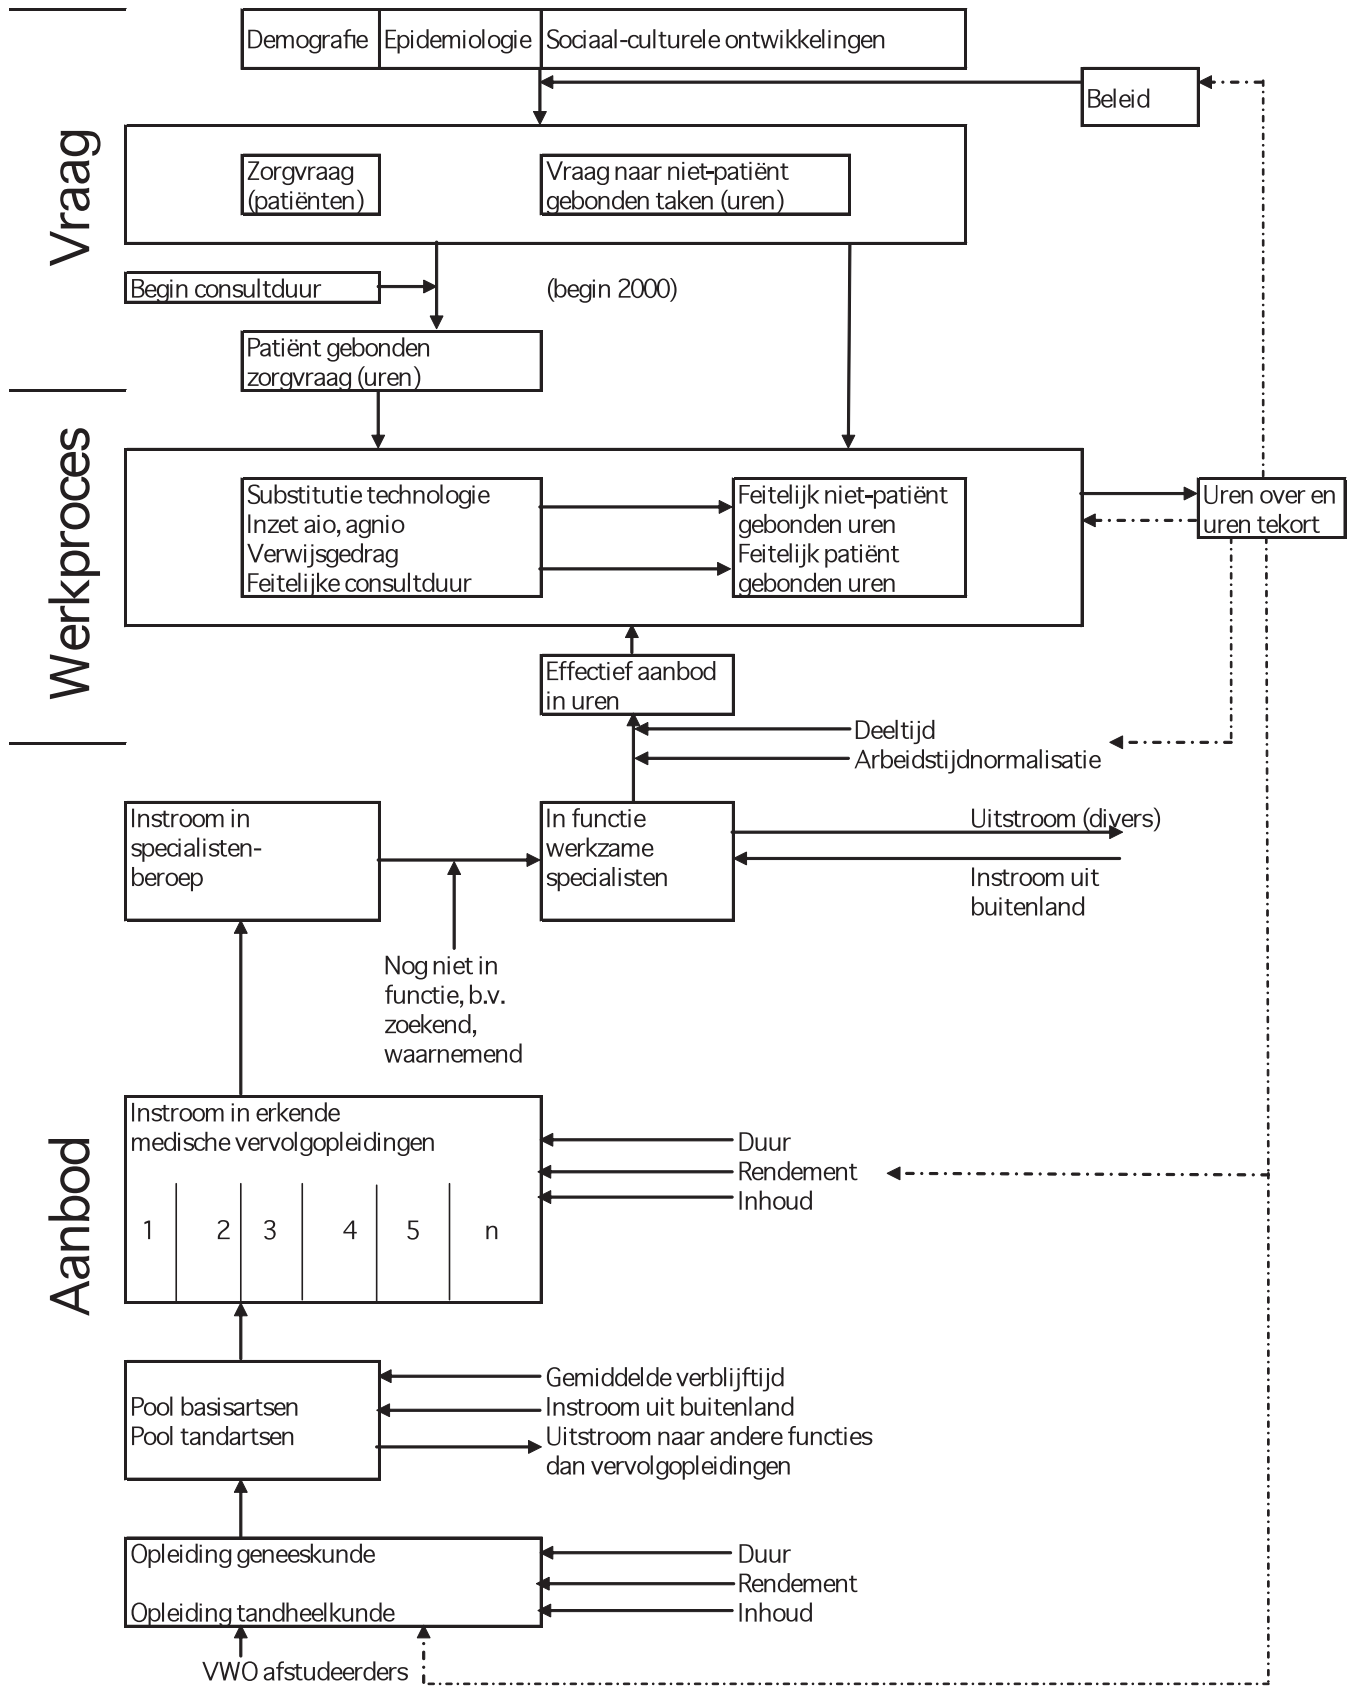 Demografie
Epidemiologie
Sociaal-culturele ontwikkelingen
Beleid
Vraag
Zorgvraag
(patiënten)
Vraag naar niet-patiënt
gebonden taken (uren)
Begin consultduur
(begin 2000)
Patiënt gebonden
zorgvraag (uren)
Werkproces
Substitutie technologie
Inzet aio, agnio
Verwijsgedrag
Feitelijke consultduur
Feitelijk niet-patiënt
gebonden uren
Feitelijk patiënt
gebonden uren
Uren over en
uren tekort
Effectief aanbod
in uren
Deeltijd
Arbeidstijdnormalisatie
Aanbod
Instroom in
specialisten-
beroep
In functie
werkzame
specialisten
Uitstroom (divers)
Instroom uit
buitenland
Nog niet in
functie, b.v.
zoekend,
waarnemend
Instroom in erkende
medische vervolgopleidingen
1 2 3 4 5 n
Duur
Rendement
Inhoud
Pool basisartsen
Pool tandartsen
Gemiddelde verblijftijd
Instroom uit buitenland
Uitstroom naar andere functies
dan vervolgopleidingen
Opleiding geneeskunde
Opleiding tandheelkunde
Duur
Rendement
Inhoud
VWO afstudeerders